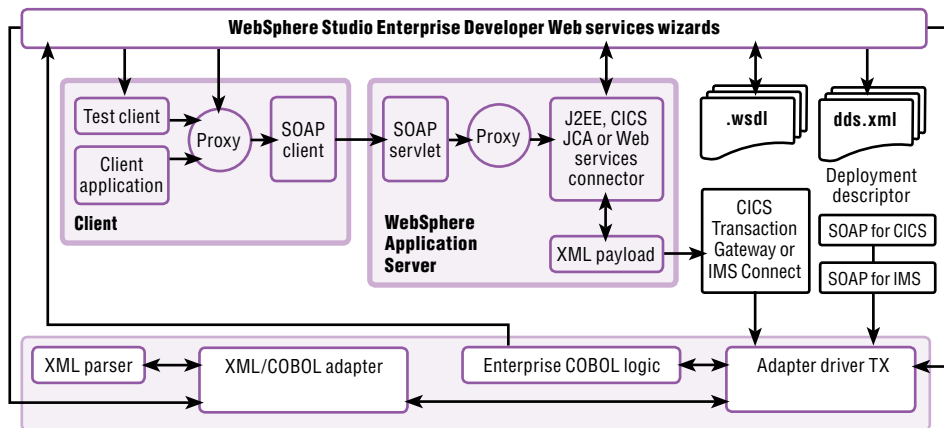 WebSphere Studio Enterprise Developer Web services wizards
Test client
Client
application
Proxy
SOAP
client
Client
SOAP
servlet
Proxy
J2EE, CICS
JCA or Web
services
connector
WebSphere
Application
Server
XML payload
.wsdl
dds.xml
Deployment
descriptor
CICS
Transaction
Gateway or
IMS Connect
SOAP for CICS
SOAP for IMS
XML parser
XML/COBOL adapter
Enterprise COBOL logic
Adapter driver TX